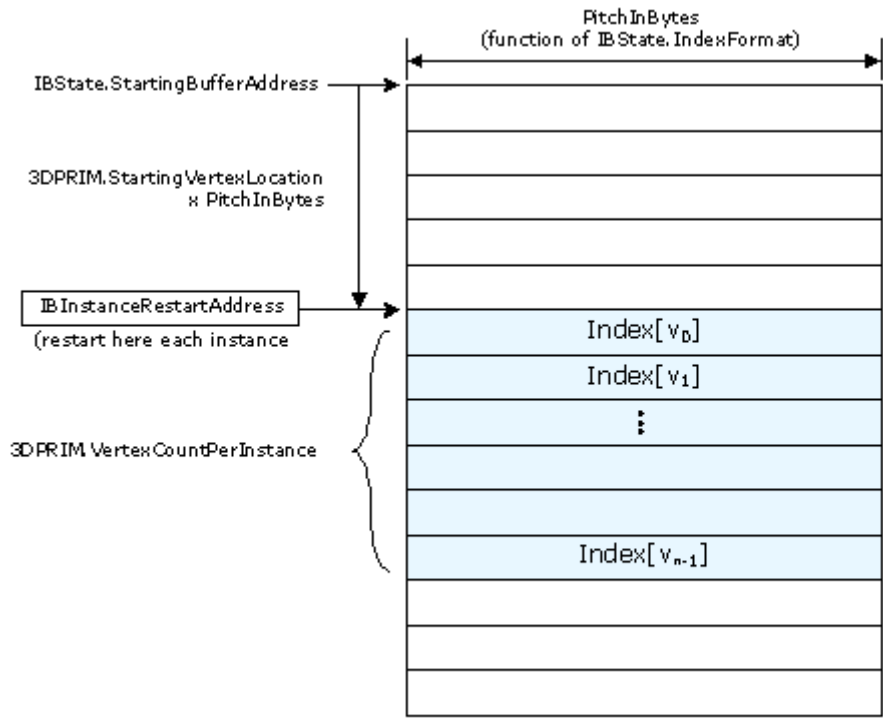 PitchInBytes
(function of IBState.IndexFormat)
IBState.StartingBufferAddress
3DPRIM.StartingVertexLocation
x PitchInBytes
IBInstanceRestartAddress
(restart here each instance
Index[v₀]
Index[v₁]
⋮
3DPRIM.VertexCountPerInstance
Index[vₙ₋₁]